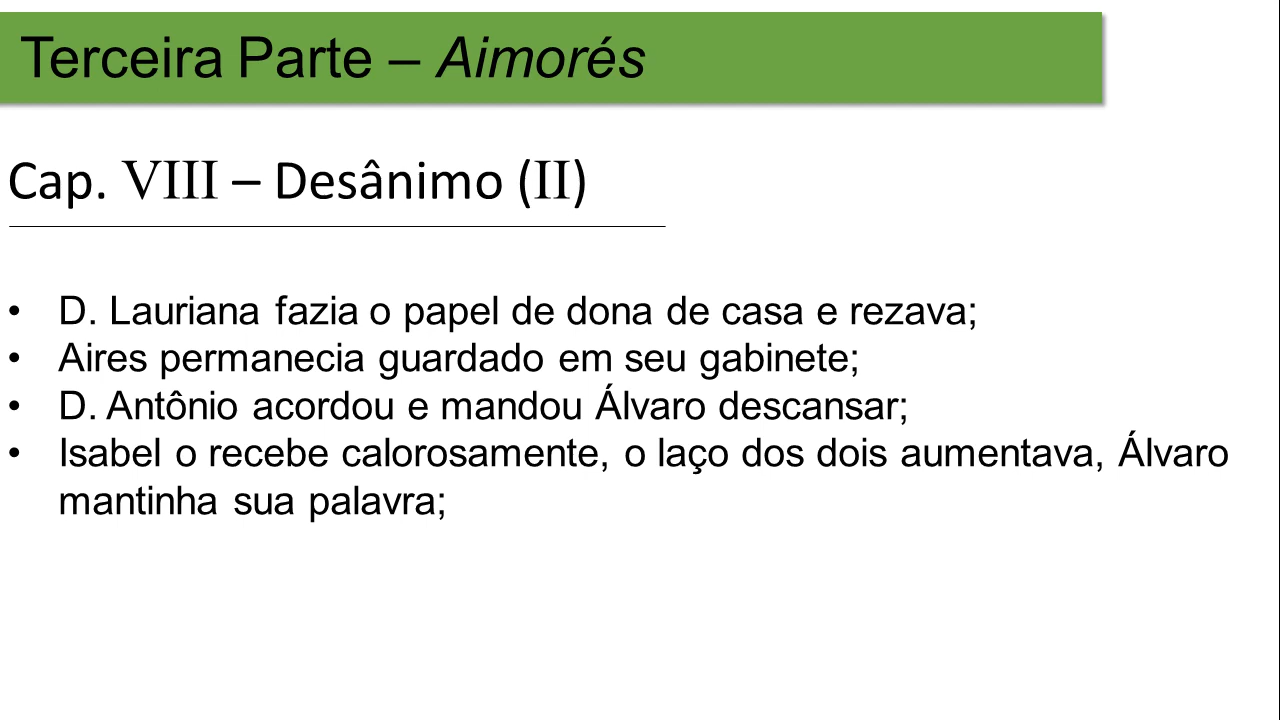 Terceira Parte – Aimorés
Cap. VIII – Desânimo (II)
• D. Lauriana fazia o papel de dona de casa e rezava;
• Aires permanecia guardado em seu gabinete;
• D. Antônio acordou e mandou Álvaro descansar;
• Isabel o recebe calorosamente, o laço dos dois aumentava, Álvaro
mantinha sua palavra;